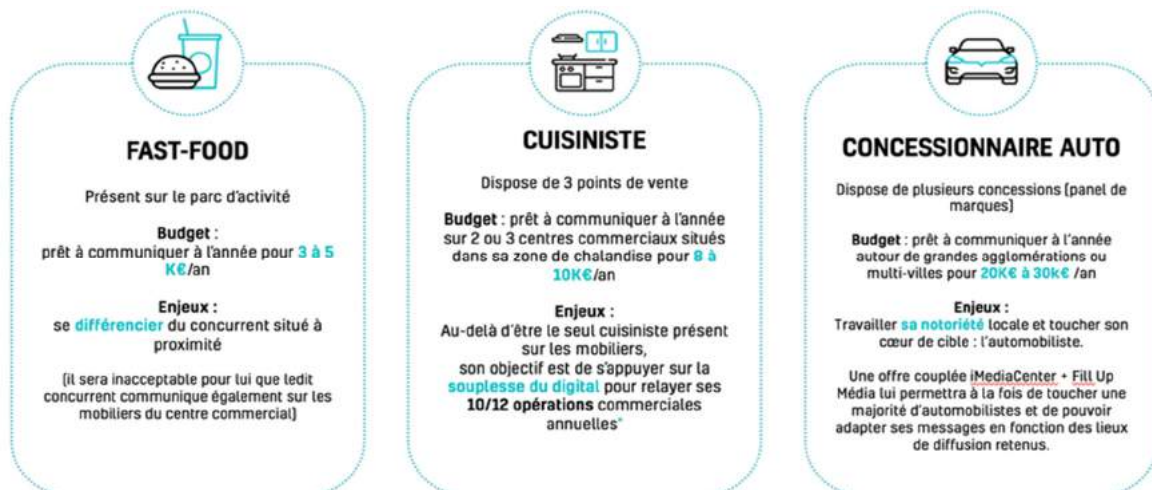 FAST-FOOD
Présent sur le parc d'activité
Budget :
prêt à communiquer à l'année pour 3 à 5
K€/an
Enjeux :
se différencier du concurrent situé à
proximité
(il sera inacceptable pour lui que ledit
concurrent communique également sur les
mobiliers du centre commercial)
CUISINISTE
Dispose de 3 points de vente
Budget : prêt à communiquer à l'année
sur 2 ou 3 centres commerciaux situés
dans sa zone de chalandise pour 8 à
10K€/an
Enjeux :
Au-delà d'être le seul cuisiniste présent
sur les mobiliers,
son objectif est de s'appuyer sur la
souplesse du digital pour relayer ses
10/12 opérations commerciales
annuelles*
CONCESSIONNAIRE AUTO
Dispose de plusieurs concessions (panel de
marques)
Budget : prêt à communiquer à l'année
autour de grandes agglomérations ou
multi-villes pour 20K€ à 30k€ /an
Enjeux :
Travailler sa notoriété locale et toucher son
cœur de cible : l'automobiliste.
Une offre couplée iMediaCenter + Fill Up
Média lui permettra à la fois de toucher une
majorité d'automobilistes et de pouvoir
adapter ses messages en fonction des lieux
de diffusion retenus.